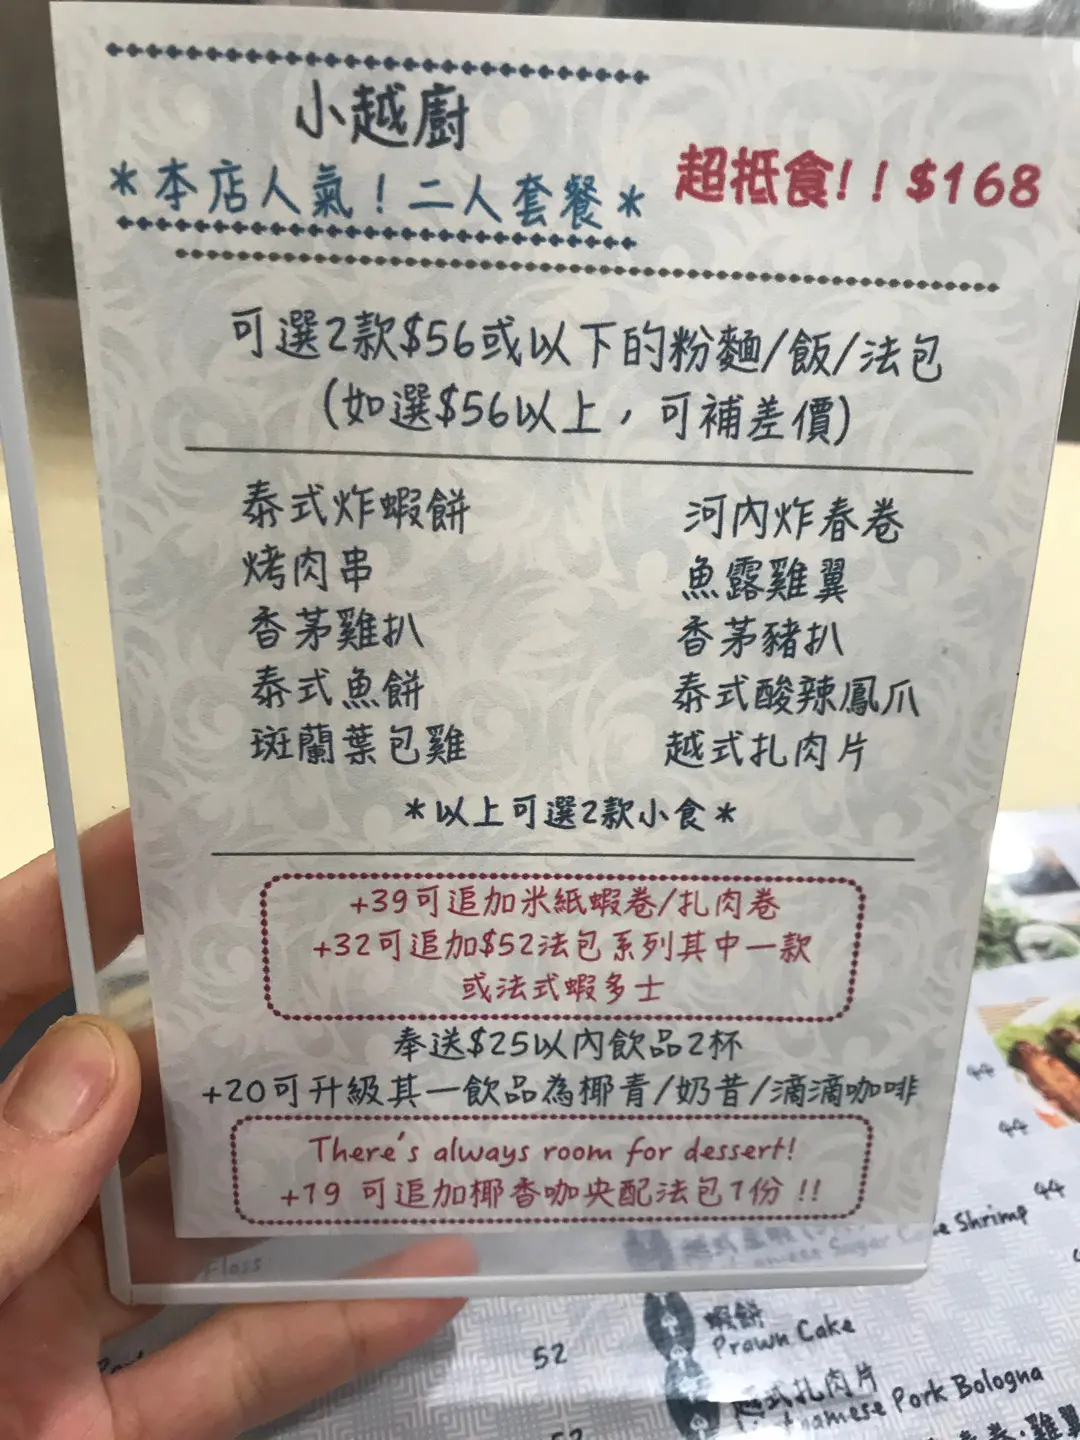 小越廚
*本店人氣！二人套餐*
超抵食!！$168
可選2款$56或以下的粉麵/飯/法包
(如選$56以上，可補差價)
泰式炸蝦餅
河內炸春卷
烤肉串
魚露雞翼
香茅雞扒
香茅豬扒
泰式魚餅
泰式酸辣鳳爪
斑蘭葉包雞
越式扎肉片
*以上可選2款小食*
+39可追加米紙蝦卷/扎肉卷
+32可追加$52法包系列其中一款
或法式蝦多士
奉送$25以內飲品2杯
+20可升級其一飲品為椰青/奶昔/滴滴咖啡
There's always room for dessert!
+19 可追加椰香咖央配法包1份 !!
44
44
44
Shrimp
Floss
蝦餅
Prawn Cake
52
越式扎肉片
Pork Bologna
52